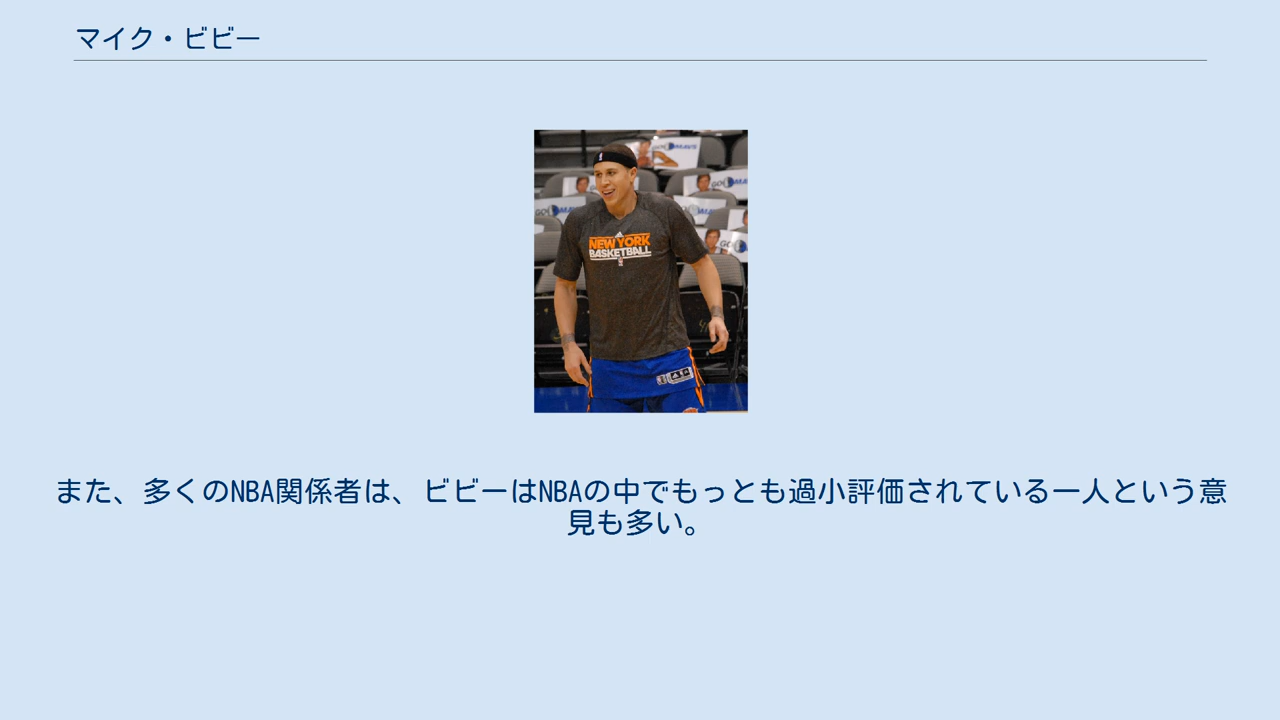 マイク・ビビー
GO MAVS
NEW YORK
BASKETBALL
また、多くのNBA関係者は、ビビーはNBAの中でもっとも過小評価されている一人という意
見も多い。